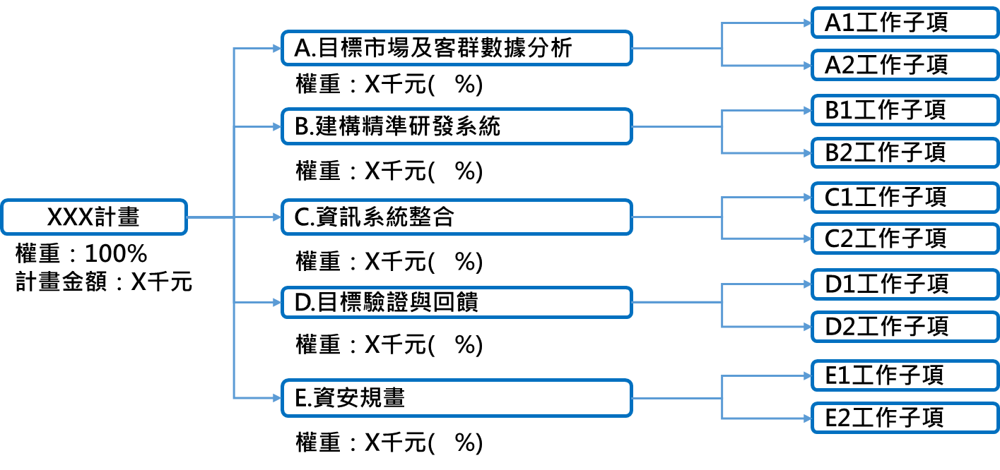 XXX計畫
權重：100%
計畫金額：X千元
A.目標市場及客群數據分析
權重：X千元( %)
A1工作子項
A2工作子項
B.建構精準研發系統
權重：X千元( %)
B1工作子項
B2工作子項
C.資訊系統整合
權重：X千元( %)
C1工作子項
C2工作子項
D.目標驗證與回饋
權重：X千元( %)
D1工作子項
D2工作子項
E.資安規畫
權重：X千元( %)
E1工作子項
E2工作子項